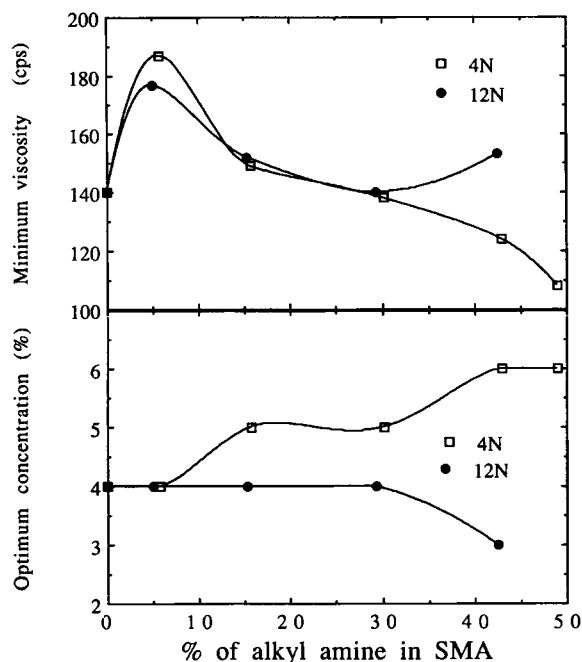 200
180
160
140
120
100
Minimum viscosity (cps)
4N
12N
6
5
4
3
2
Optimum concentration (%)
4N
12N
0 10 20 30 40 50
% of alkyl amine in SMA